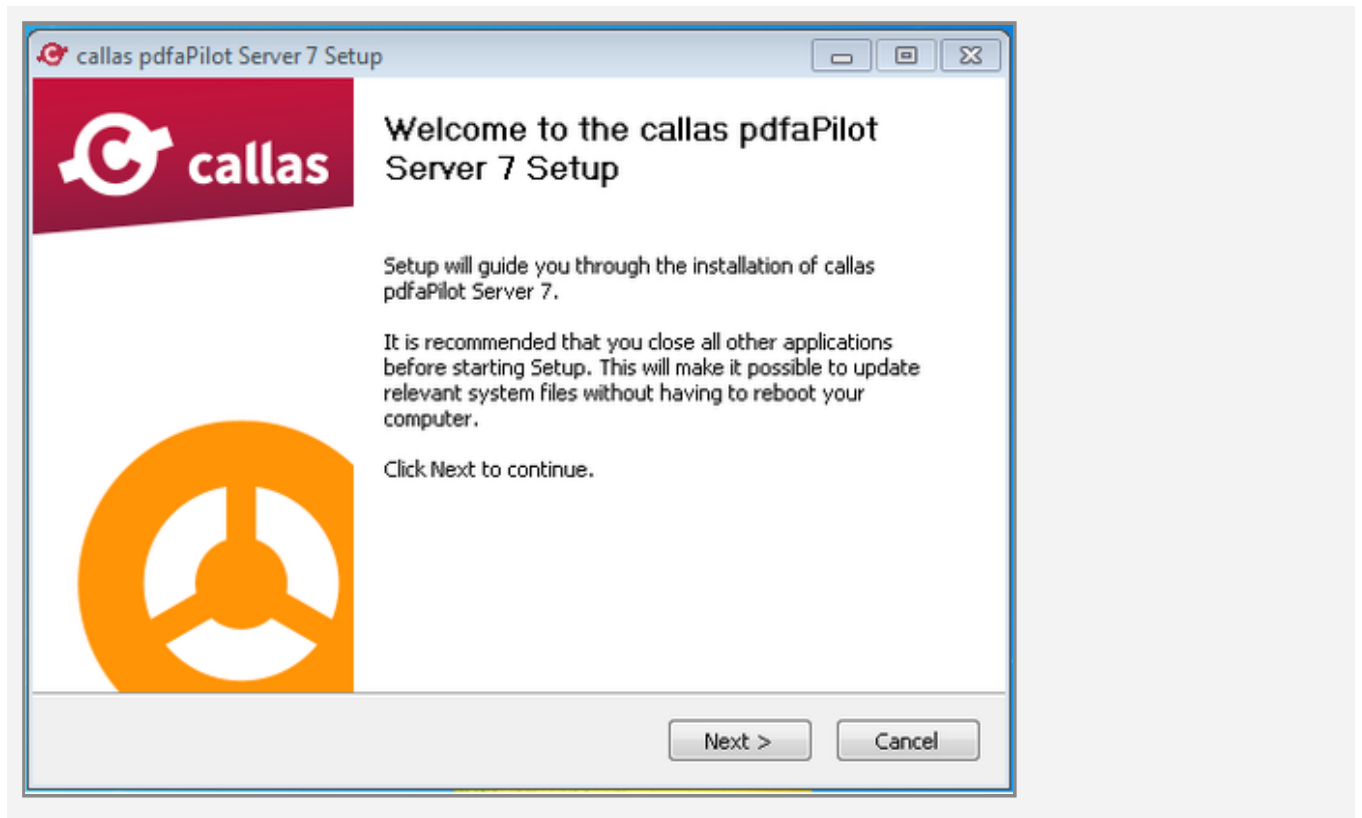 callas pdfaPilot Server 7 Setup
callas
Welcome to the callas pdfaPilot
Server 7 Setup
Setup will guide you through the installation of callas
pdfaPilot Server 7.
It is recommended that you close all other applications
before starting Setup. This will make it possible to update
relevant system files without having to reboot your
computer.
Click Next to continue.
Next >
Cancel